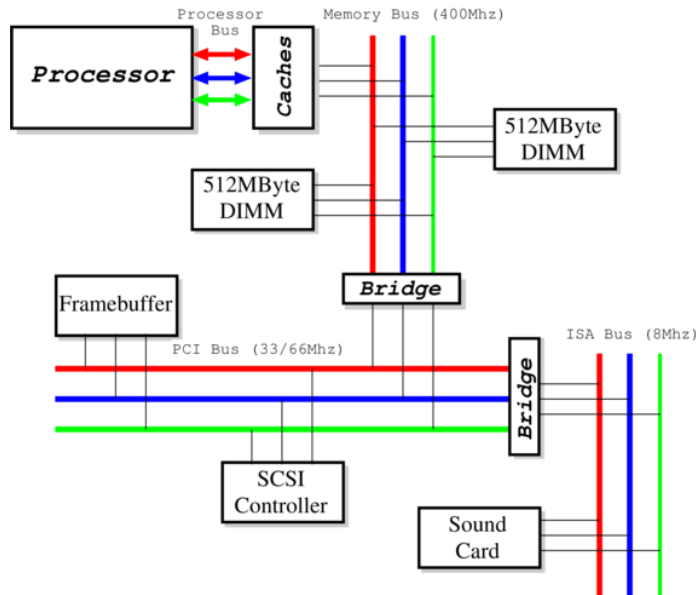 Processor
Bus
Memory Bus (400Mhz)
Processor
Caches
512MByte
DIMM
512MByte
DIMM
Bridge
Framebuffer
PCI Bus (33/66Mhz)
ISA Bus (8Mhz)
Bridge
SCSI
Controller
Sound
Card